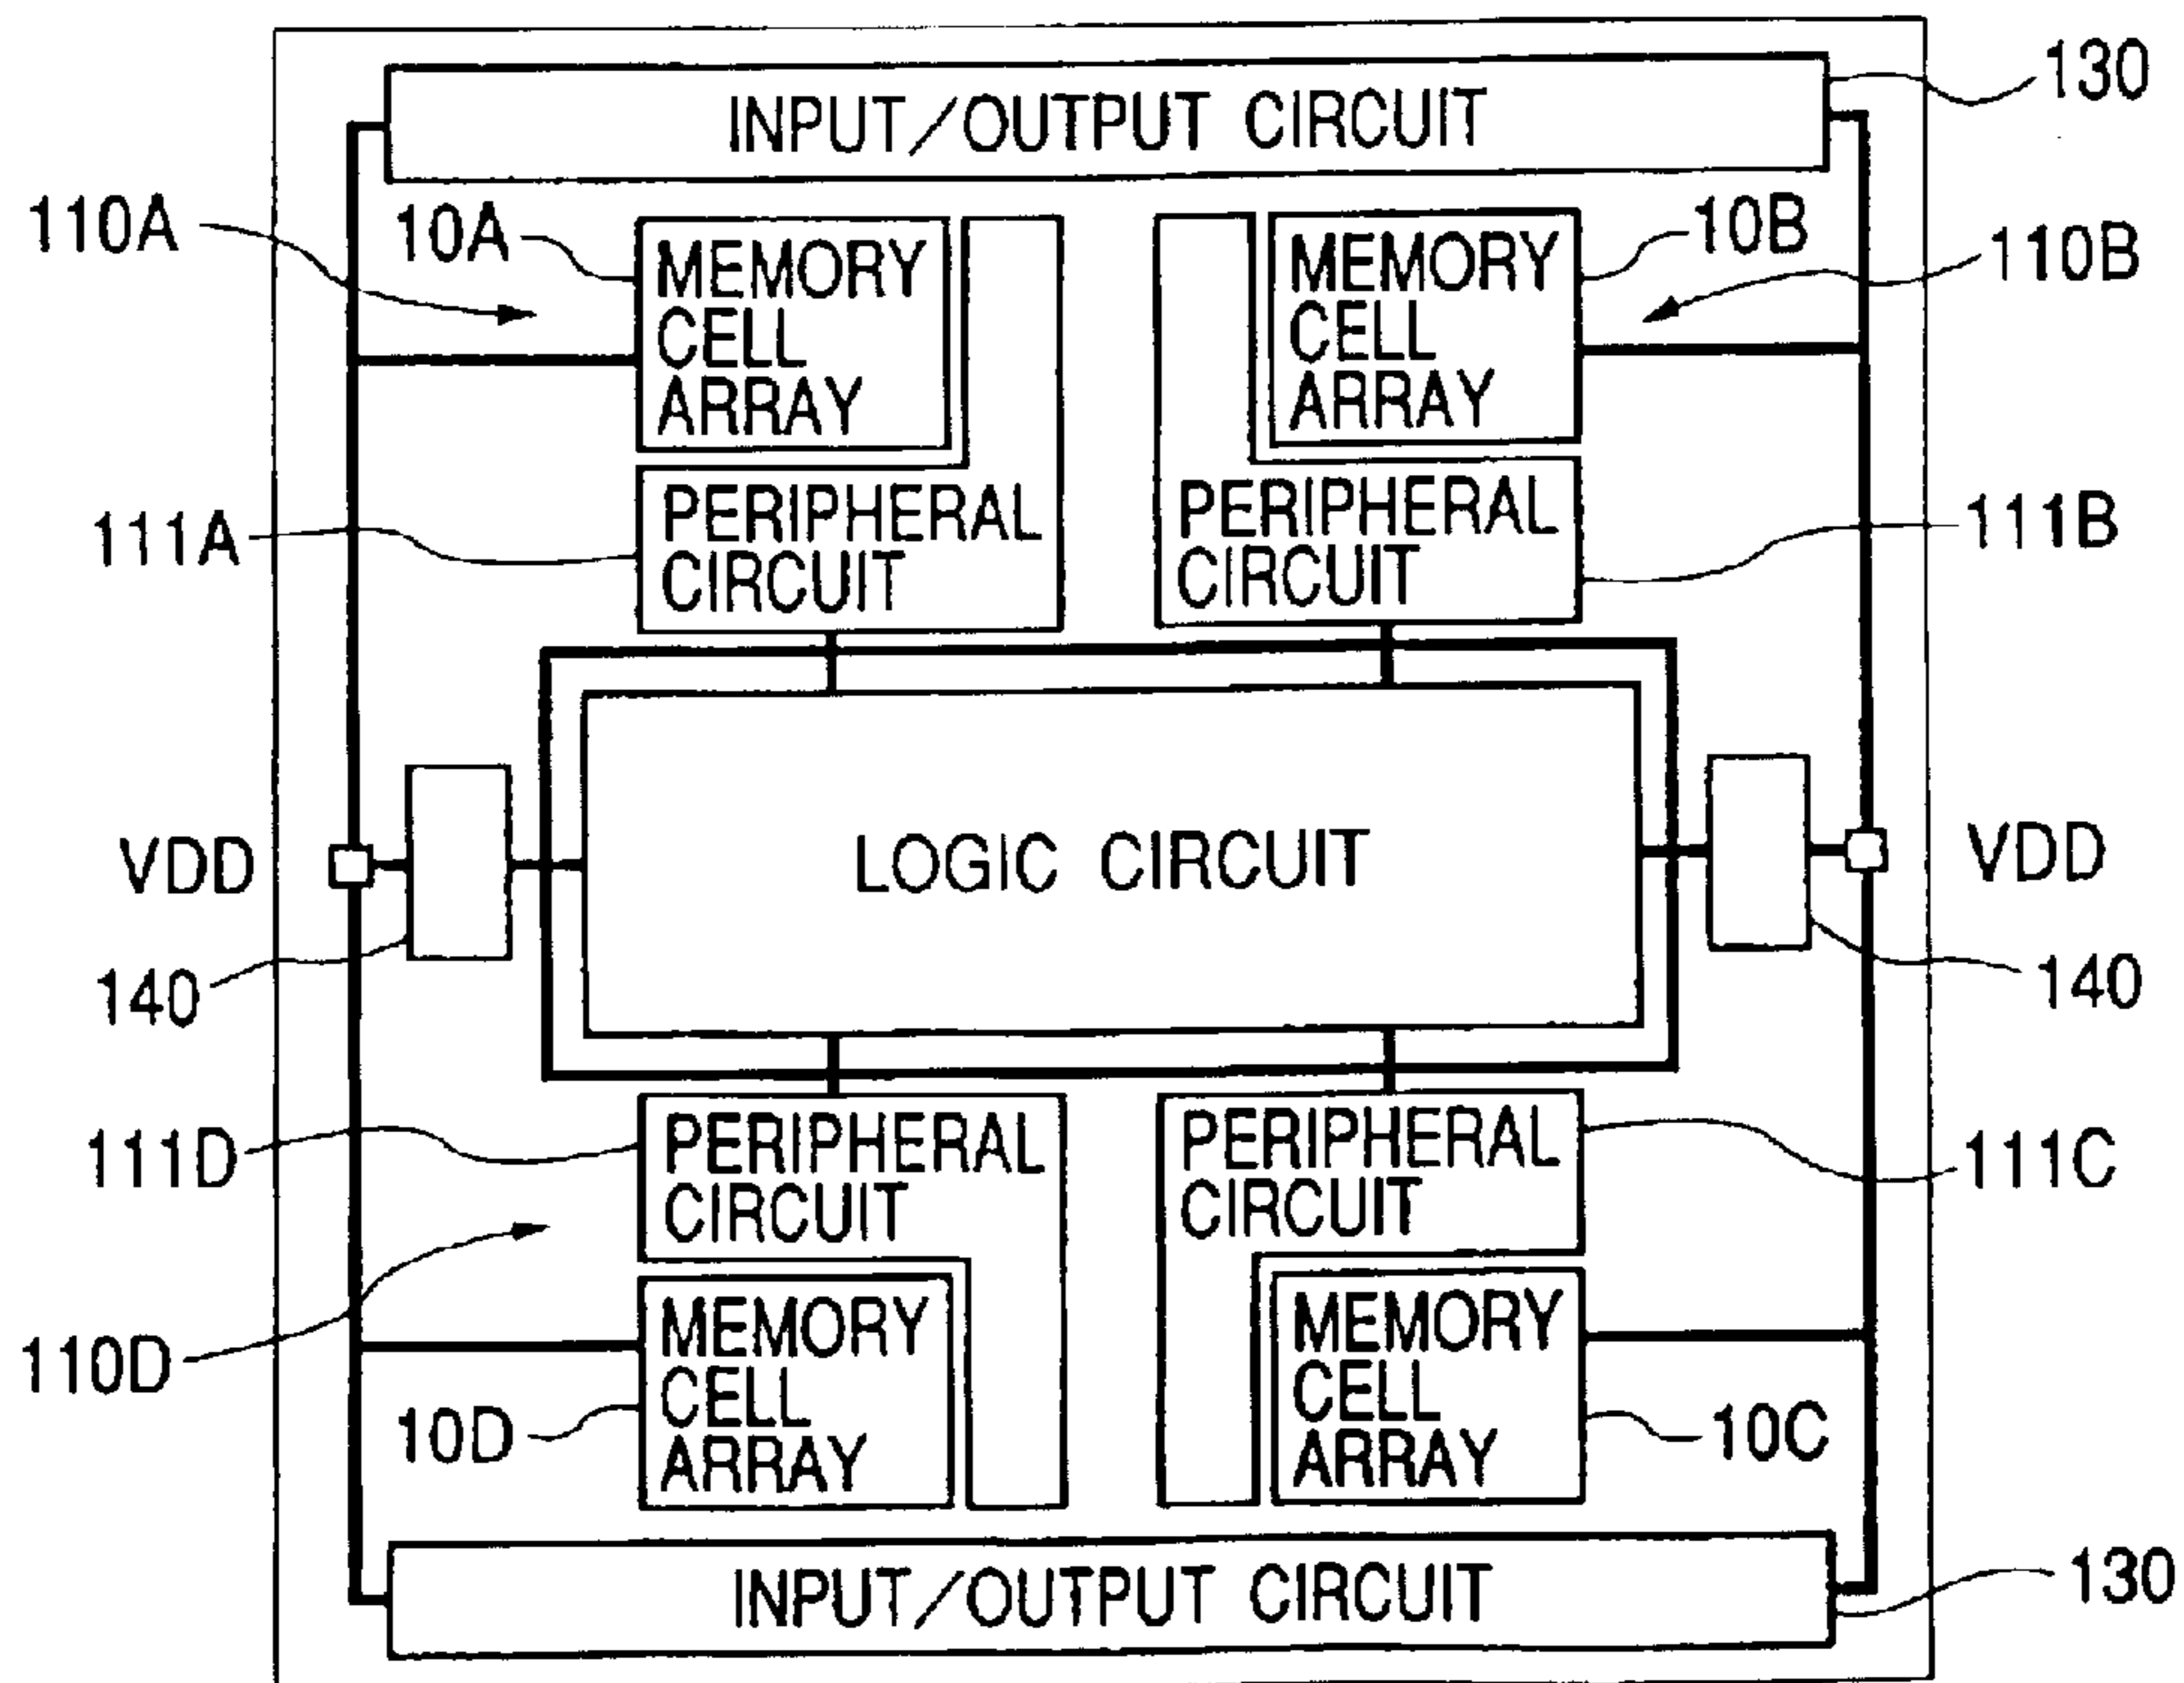 130
INPUT/OUTPUT CIRCUIT
110A
10A
MEMORY
CELL
ARRAY
MEMORY
CELL
ARRAY
10B
110B
111A
PERIPHERAL
CIRCUIT
PERIPHERAL
CIRCUIT
111B
VDD
LOGIC CIRCUIT
VDD
140
140
111D
PERIPHERAL
CIRCUIT
PERIPHERAL
CIRCUIT
111C
110D
10D
MEMORY
CELL
ARRAY
MEMORY
CELL
ARRAY
10C
INPUT/OUTPUT CIRCUIT
130